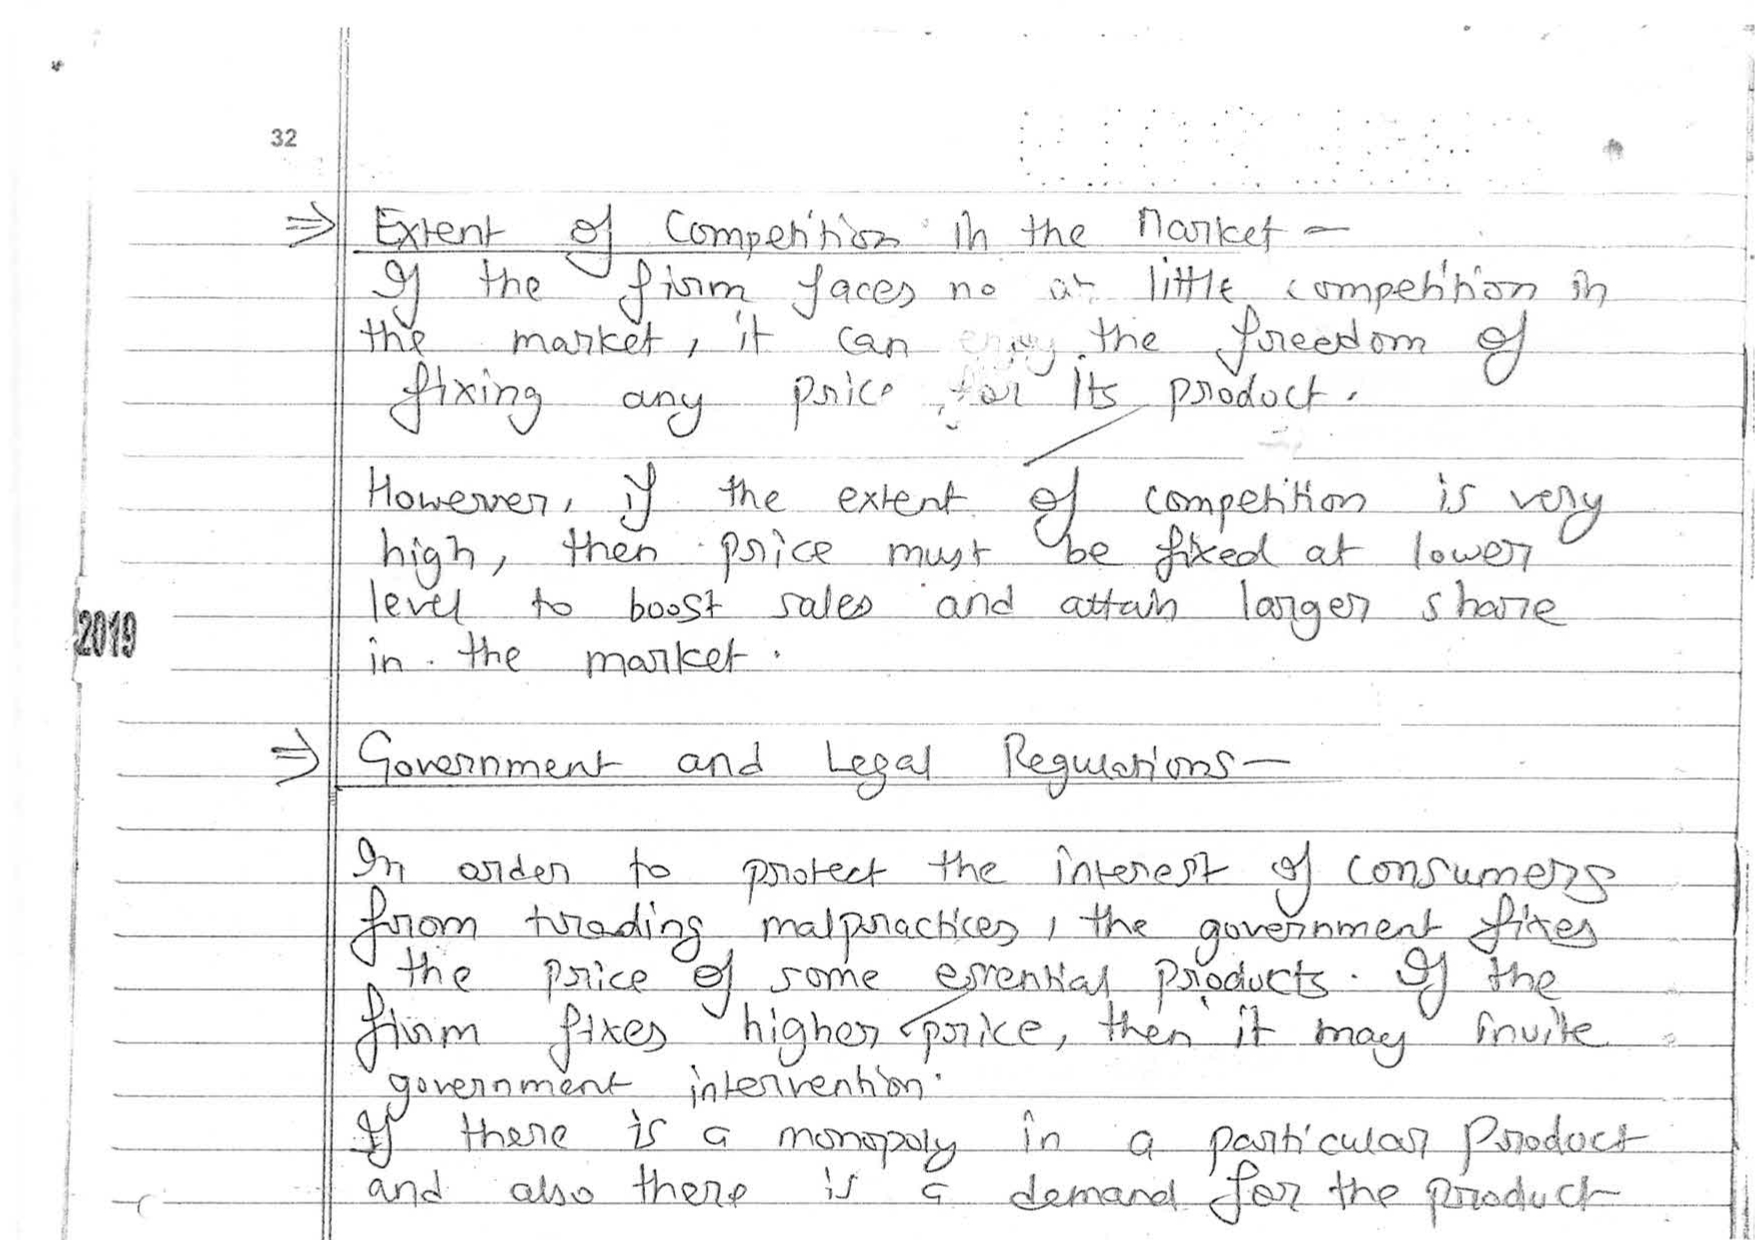 32
⇒ Extent of Competition in the Market –
If the firm faces no or little competition in
the market, it can enjoy the freedom of
fixing any price for its product.
However, if the extent of competition is very
high, then price must be fixed at lower
level to boost sales and attain larger share
2019
in the market.
⇒ Government and Legal Regulations –
In order to protect the interest of consumers
from trading malpractices, the government fixes
the price of some essential products. If the
firm fixes higher price, then it may invite
government intervention.
If there is a monopoly in a particular Product
and also there is a demand for the product